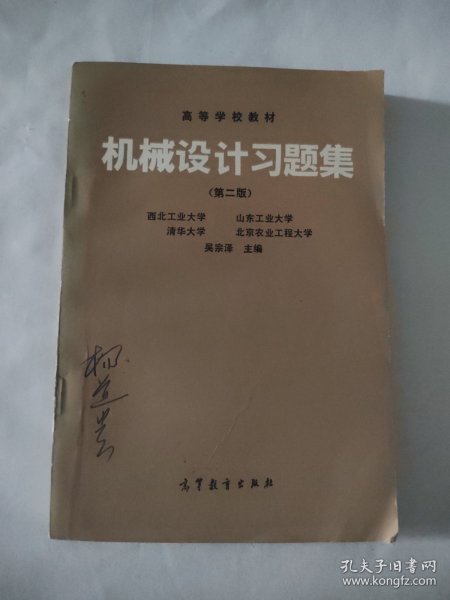 高等学校教材
机械设计习题集
(第二版)
西北工业大学 山东工业大学
清华大学 北京农业工程大学
吴宗泽 主编
高等教育出版社
孔夫子旧书网
www.kongfz.com